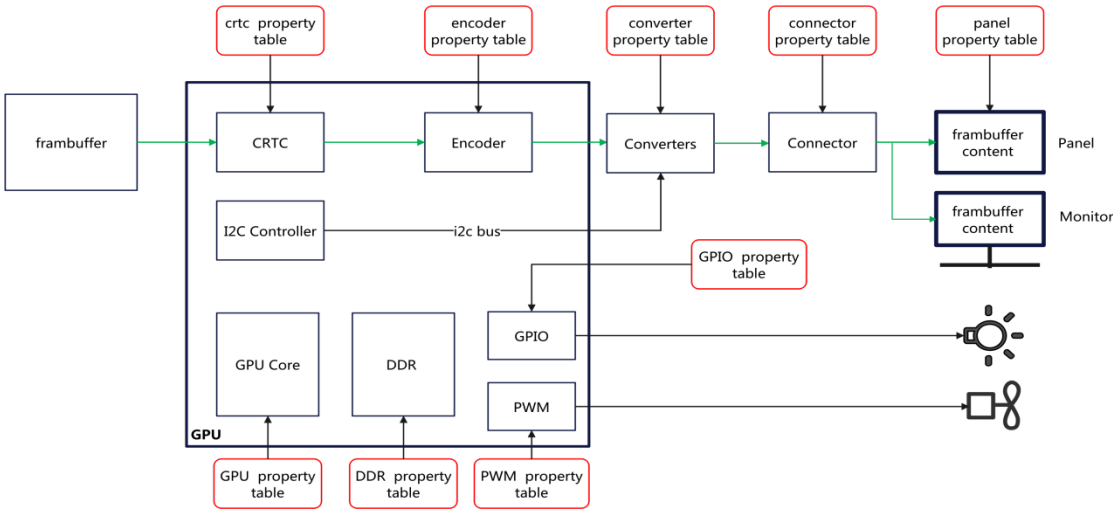 crtc property
table
encoder
property table
converter
property table
connector
property table
panel
property table
frambuffer
CRTC
Encoder
Converters
Connector
frambuffer
content
Panel
I2C Controller
i2c bus
frambuffer
content
Monitor
GPIO property
table
GPIO
GPU Core
DDR
PWM
GPU
GPU property
table
DDR property
table
PWM property
table